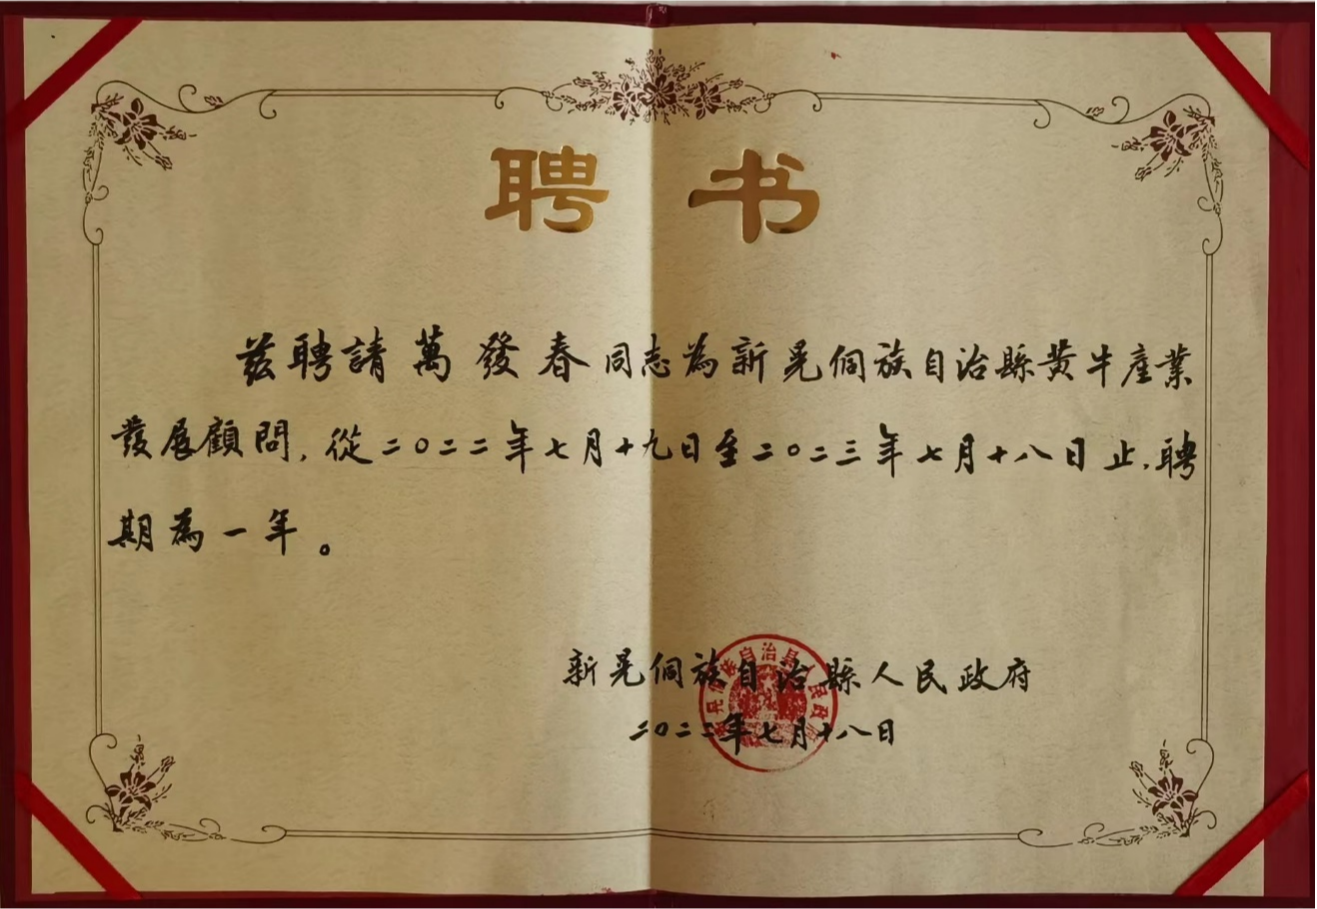 聘书
兹聘請萬發春同志為新晃侗族自治縣黄牛產業
發展顧問,從二〇二二年七月十九日至二〇二三年七月十八日止,聘
期為一年。
新晃侗族自治縣人民政府
二〇二二年七月十八日